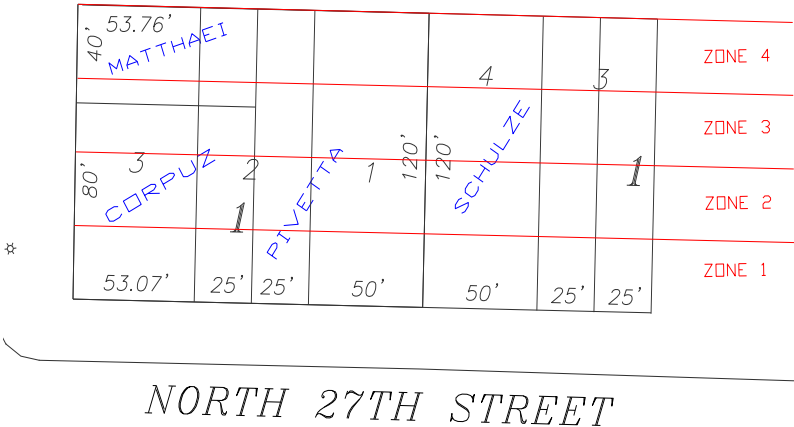 53.76'
40'
MATTHAEI
ZONE 4
4
3
ZONE 3
120'
120'
SCHULZE
3
2
1
1
80'
CORPUZ
PIVETTA
1
ZONE 2
ZONE 1
53.07'
25'
25'
50'
50'
25'
25'
NORTH 27TH STREET